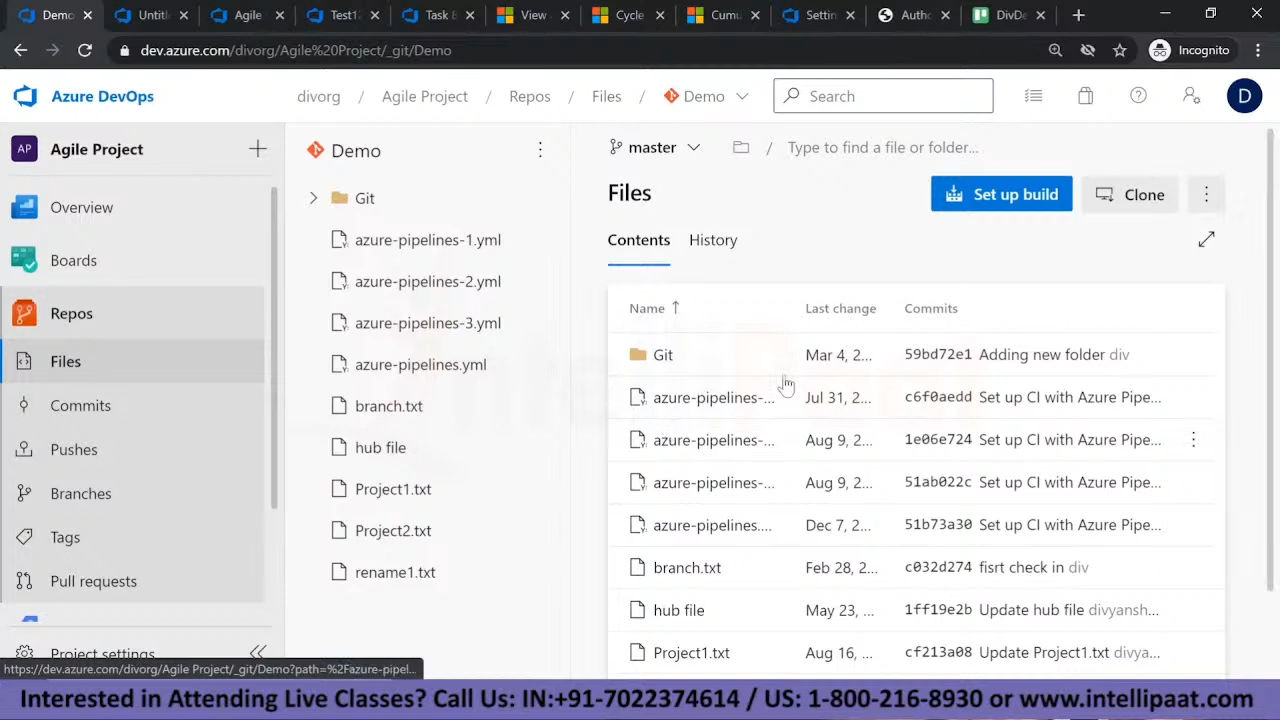 Demo
Untitl
Agile
Test1
Task B
View
Cycle
Cumu
Settin
Autho
DivDe
dev.azure.com/divorg/Agile%20Project/_git/Demo
Incognito
Azure DevOps
divorg / Agile Project / Repos / Files / Demo
Search
D
AP Agile Project
Overview
Boards
Repos
Files
Commits
Pushes
Branches
Tags
Pull requests
Project settings
https://dev.azure.com/divorg/Agile Project/_git/Demo?path=%2Fazure-pipel...
Demo
Git
azure-pipelines-1.yml
azure-pipelines-2.yml
azure-pipelines-3.yml
azure-pipelines.yml
branch.txt
hub file
Project1.txt
Project2.txt
rename1.txt
master / Type to find a file or folder...
Files
Set up build
Clone
Contents History
Name Last change Commits
Git Mar 4, 2... 59bd72e1 Adding new folder div
azure-pipelines-... Jul 31, 2... c6f0aedd Set up CI with Azure Pipe...
azure-pipelines-... Aug 9, 2... 1e06e724 Set up CI with Azure Pipe...
azure-pipelines-... Aug 9, 2... 51ab022c Set up CI with Azure Pipe...
azure-pipelines.... Dec 7, 2... 51b73a30 Set up CI with Azure Pipe...
branch.txt Feb 28, 2... c032d274 fisrt check in div
hub file May 23, ... 1ff19e2b Update hub file divyansh...
Project1.txt Aug 16, ... cf213a08 Update Project1.txt divya...
Interested in Attending Live Classes? Call Us: IN:+91-7022374614 / US: 1-800-216-8930 or www.intellipaat.com